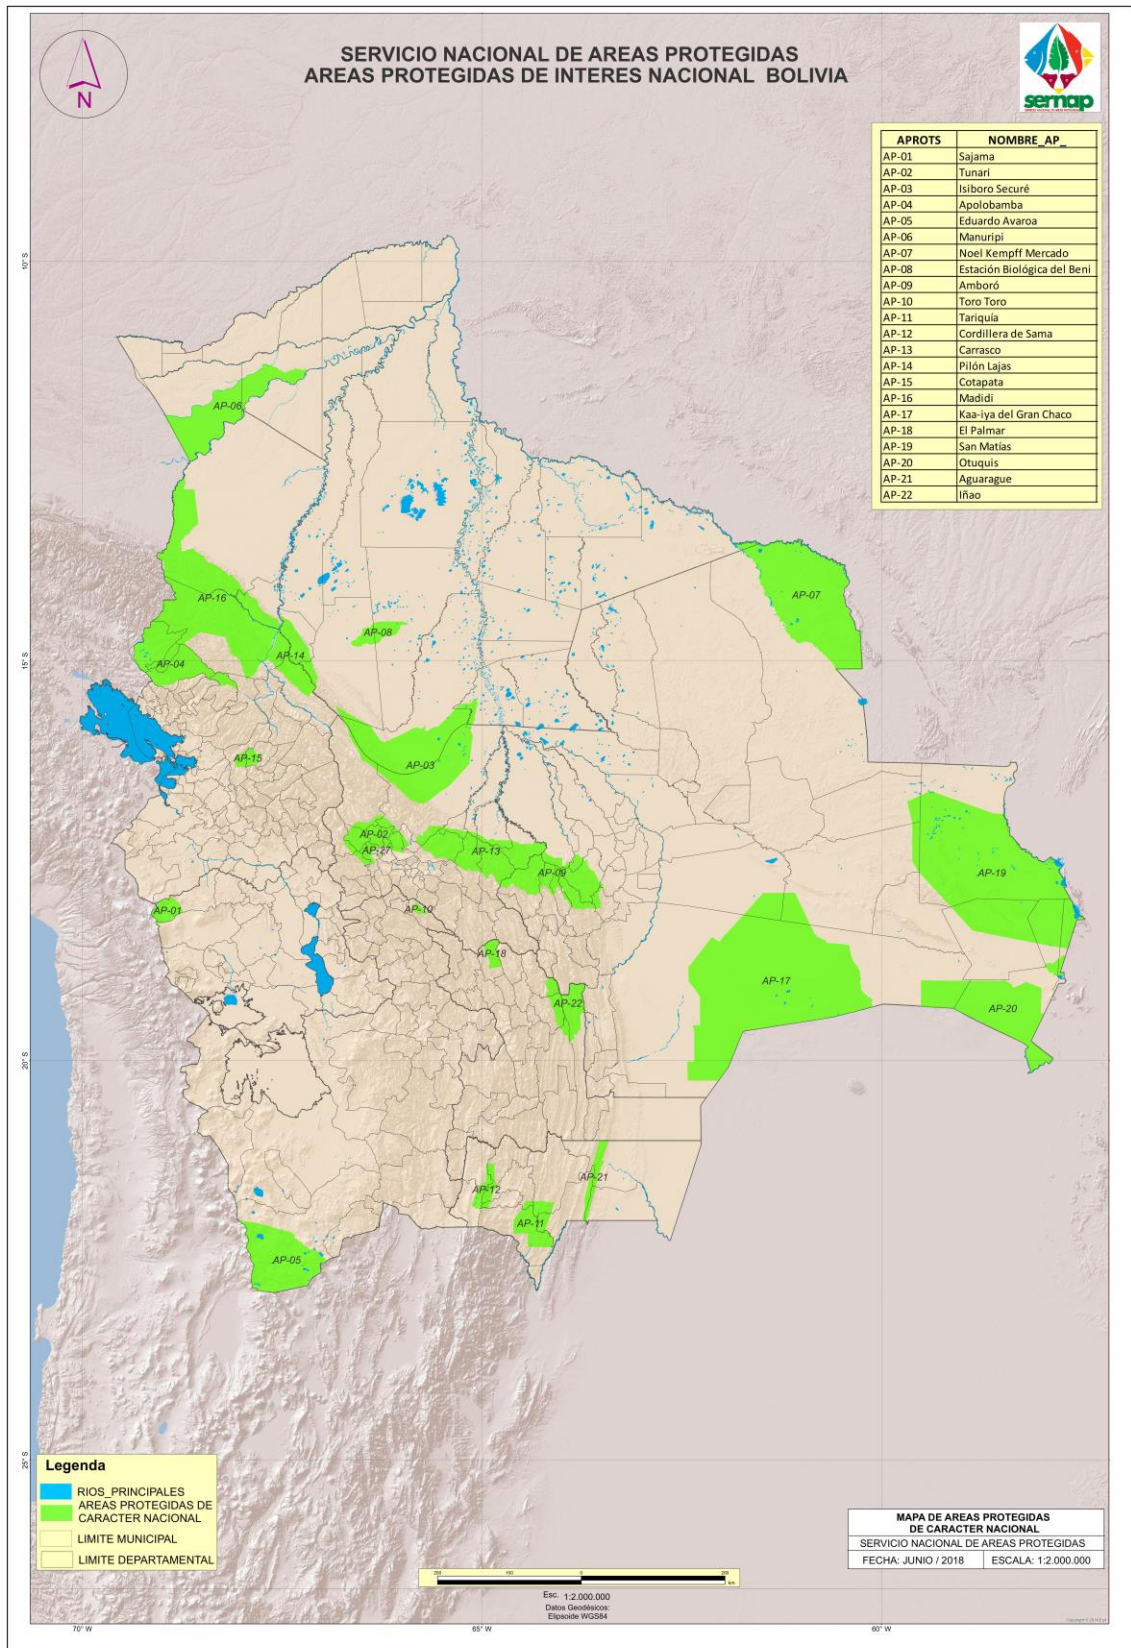 SERVICIO NACIONAL DE AREAS PROTEGIDAS
AREAS PROTEGIDAS DE INTERES NACIONAL BOLIVIA
N
sernap
APROTS NOMBRE_AP_
AP-01 Sajama
AP-02 Tunari
AP-03 Isiboro Securé
AP-04 Apolobamba
AP-05 Eduardo Avaroa
AP-06 Manuripi
AP-07 Noel Kempff Mercado
AP-08 Estación Biológica del Beni
AP-09 Amboró
AP-10 Toro Toro
AP-11 Tariquía
AP-12 Cordillera de Sama
AP-13 Carrasco
AP-14 Pilón Lajas
AP-15 Cotapata
AP-16 Madidi
AP-17 Kaa-iya del Gran Chaco
AP-18 El Palmar
AP-19 San Matías
AP-20 Otuquis
AP-21 Aguarague
AP-22 Iñao
10° S
AP-06
AP-16
AP-07
AP-08
AP-14
AP-04
15° S
AP-15
AP-03
AP-02
AP-27
AP-13
AP-09
AP-19
AP-01
AP-10
AP-18
AP-17
AP-22
AP-20
20° S
AP-21
AP-12
AP-11
AP-05
25° S
Legenda
RIOS_PRINCIPALES
AREAS PROTEGIDAS DE
CARACTER NACIONAL
LIMITE MUNICIPAL
LIMITE DEPARTAMENTAL
MAPA DE AREAS PROTEGIDAS
DE CARACTER NACIONAL
SERVICIO NACIONAL DE AREAS PROTEGIDAS
FECHA: JUNIO / 2018 ESCALA: 1:2.000.000
200 100 0 200
km
Esc. 1:2.000.000
Datos Geodésicos:
Elipsoide WGS84
70° W 65° W 60° W